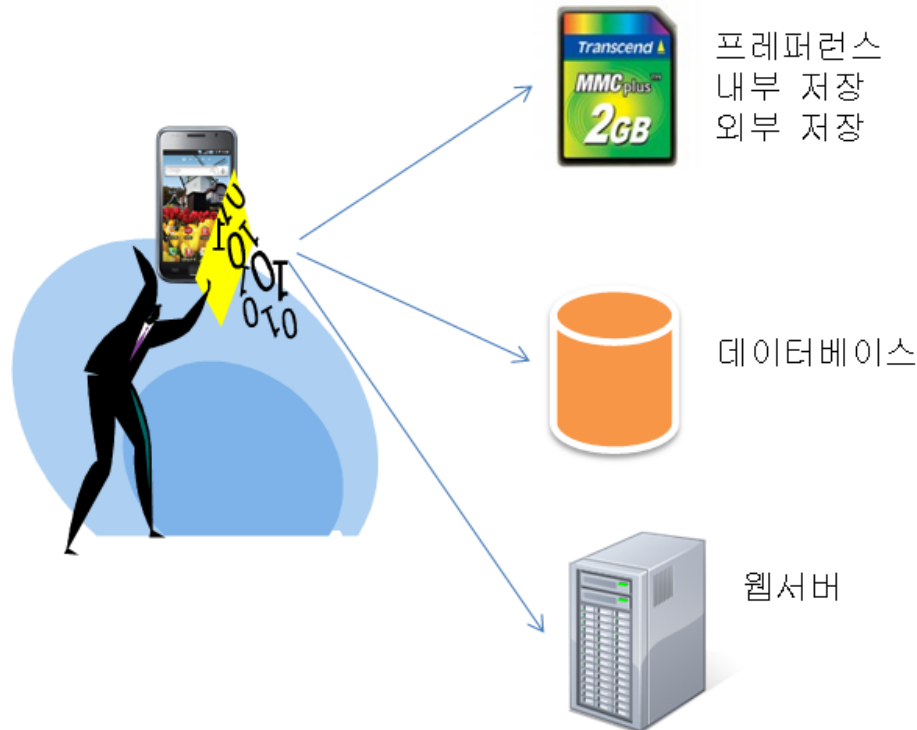 Transcend
MMCplus™
2GB
프레퍼런스
내부 저장
외부 저장
데이터베이스
웹서버